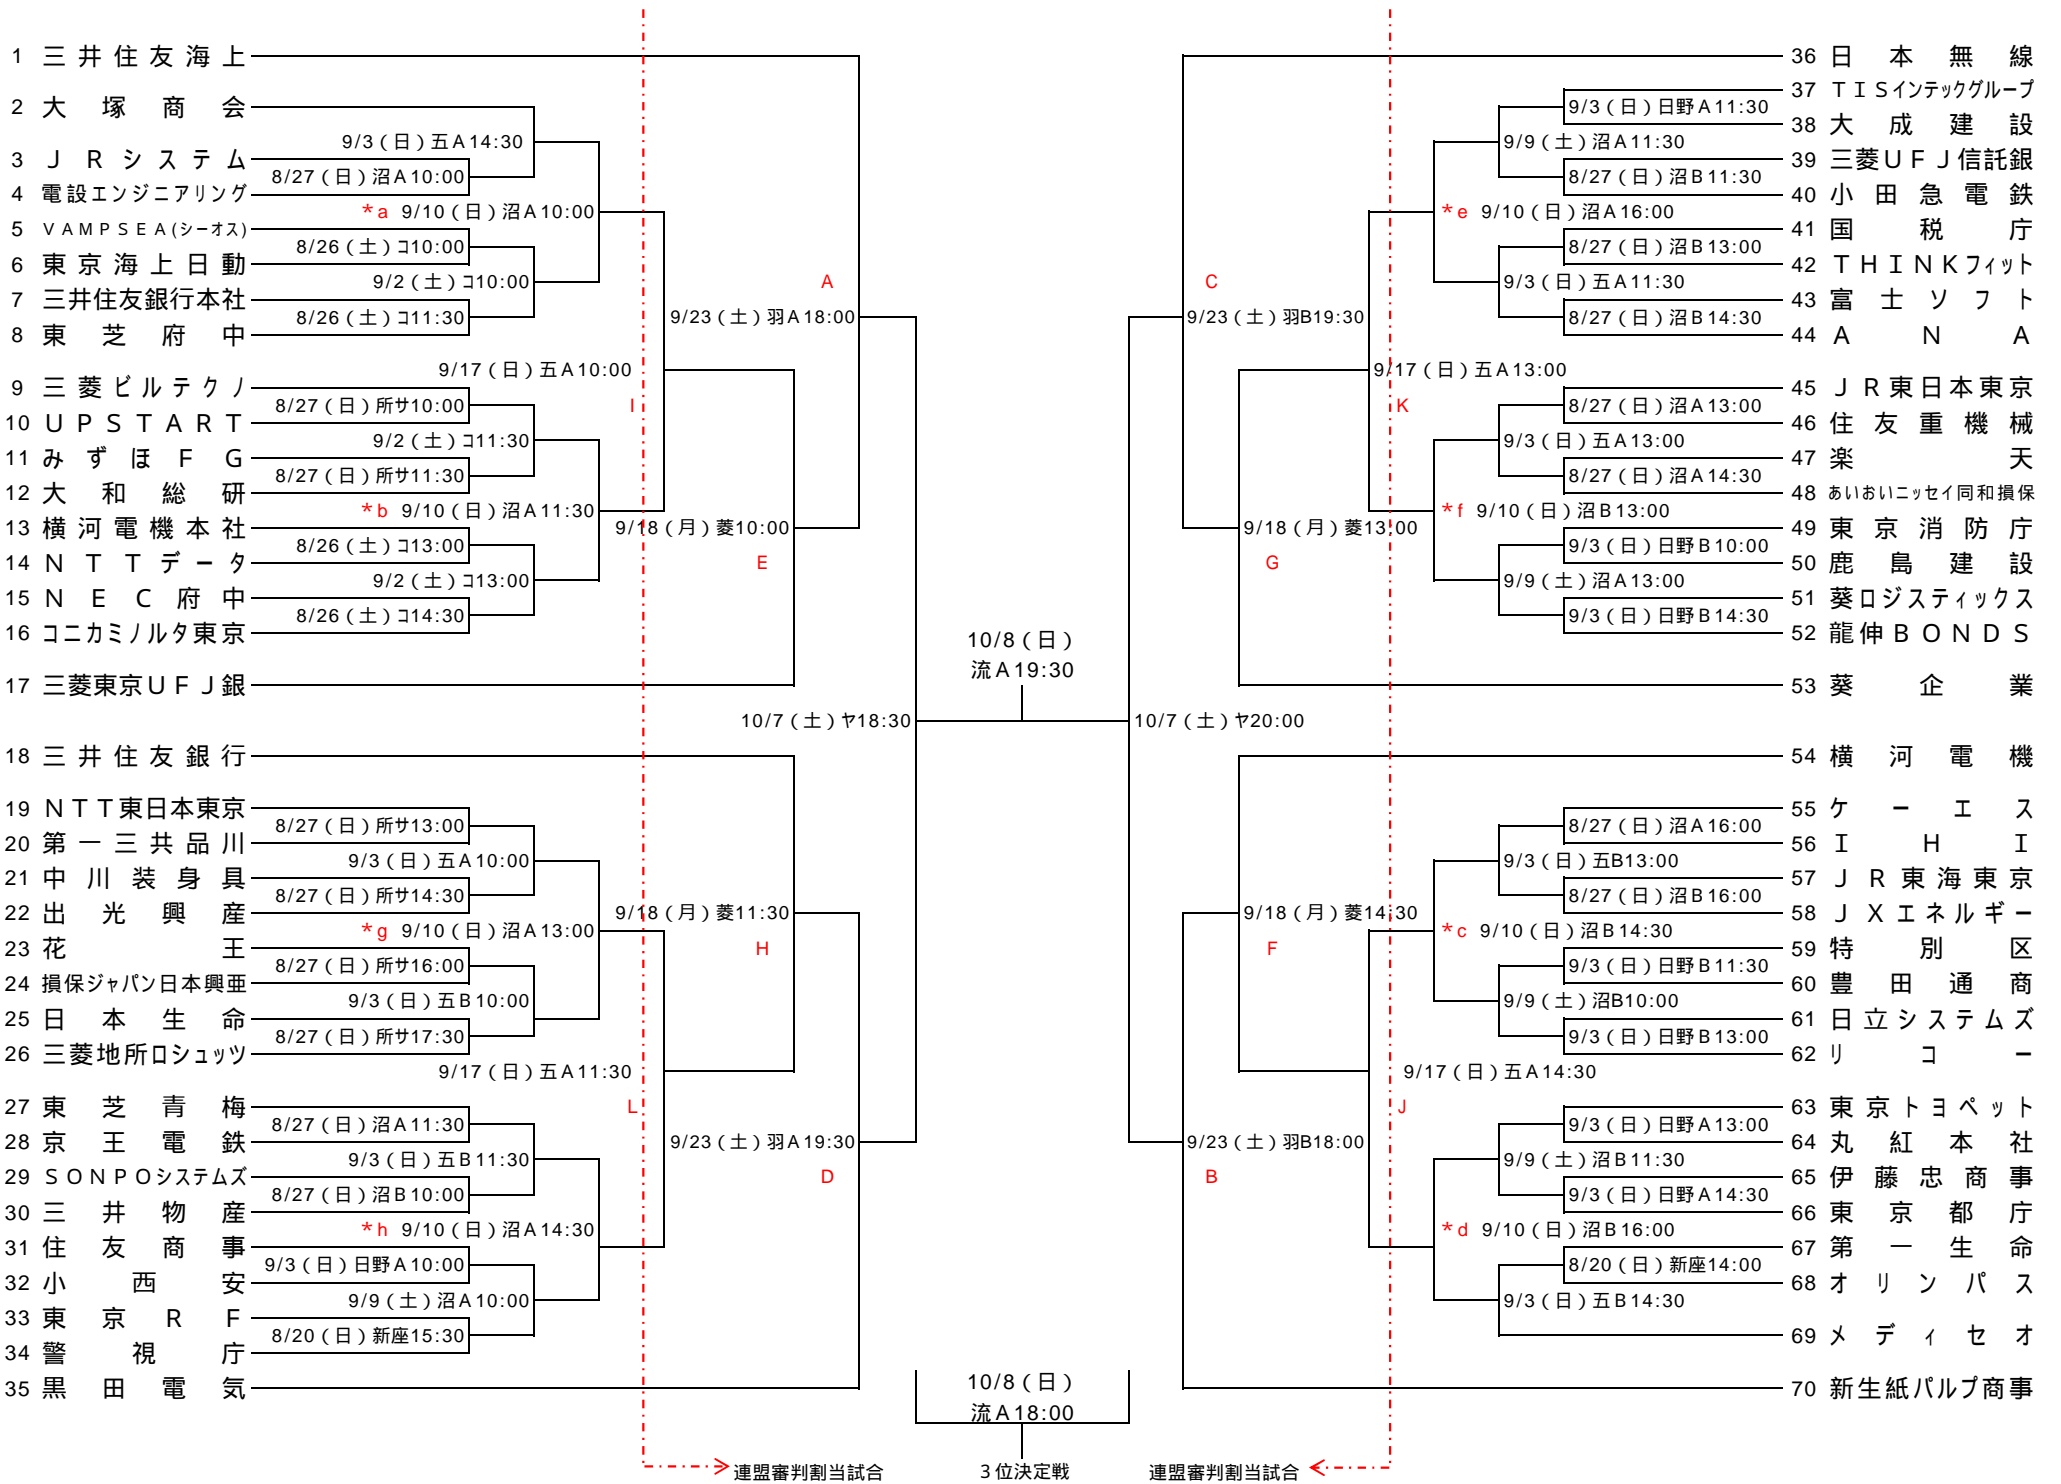 1 三井住友海上
2 大塚商会
9/3(日)五A14:30
3 JRシステム
8/27(日)沼A10:00
4 電設エンジニアリング
*a 9/10(日)沼A10:00
5 VAMPSEA(シーオス)
8/26(土)コ10:00
6 東京海上日動
9/2(土)コ10:00
7 三井住友銀行本社
8/26(土)コ11:30
8 東芝府中
A
9/23(土)羽A18:00
9/17(日)五A10:00
I
9 三菱ビルテクノ
8/27(日)所サ10:00
10 UPSTART
9/2(土)コ11:30
11 みずほFG
8/27(日)所サ11:30
12 大和総研
*b 9/10(日)沼A11:30
13 横河電機本社
8/26(土)コ13:00
14 NTTデータ
9/2(土)コ13:00
15 NEC府中
8/26(土)コ14:30
16 コニカミノルタ東京
9/18(月)菱10:00
E
17 三菱東京UFJ銀
10/7(土)ヤ18:30
18 三井住友銀行
19 NTT東日本東京
8/27(日)所サ13:00
20 第一三共品川
9/3(日)五A10:00
21 中川装身具
8/27(日)所サ14:30
22 出光興産
*g 9/10(日)沼A13:00
23 花王
8/27(日)所サ16:00
24 損保ジャパン日本興亜
9/3(日)五B10:00
25 日本生命
8/27(日)所サ17:30
26 三菱地所ロシュッツ
9/18(月)菱11:30
H
9/17(日)五A11:30
L
27 東芝青梅
8/27(日)沼A11:30
28 京王電鉄
9/3(日)五B11:30
29 SONPOシステムズ
8/27(日)沼B10:00
30 三井物産
*h 9/10(日)沼A14:30
31 住友商事
9/3(日)日野A10:00
32 小西安
9/9(土)沼A10:00
33 東京RF
8/20(日)新座15:30
34 警視庁
35 黒田電気
9/23(土)羽A19:30
D
10/8(日)
流A19:30
10/8(日)
流A18:00
3位決定戦
連盟審判割当試合
連盟審判割当試合
36 日本無線
37 TISインテックグループ
9/3(日)日野A11:30
38 大成建設
9/9(土)沼A11:30
39 三菱UFJ信託銀
8/27(日)沼B11:30
40 小田急電鉄
*e 9/10(日)沼A16:00
41 国税庁
8/27(日)沼B13:00
42 THINKフィット
9/3(日)五A11:30
43 富士ソフト
8/27(日)沼B14:30
44 ANA
C
9/23(土)羽B19:30
9/17(日)五A13:00
K
45 JR東日本東京
8/27(日)沼A13:00
46 住友重機械
9/3(日)五A13:00
47 楽天
8/27(日)沼A14:30
48 あいおいニッセイ同和損保
*f 9/10(日)沼B13:00
49 東京消防庁
9/3(日)日野B10:00
50 鹿島建設
9/9(土)沼A13:00
51 葵ロジスティックス
9/3(日)日野B14:30
52 龍伸BONDS
9/18(月)菱13:00
G
53 葵企業
10/7(土)ヤ20:00
54 横河電機
55 ケーエス
8/27(日)沼A16:00
56 IHI
9/3(日)五B13:00
57 JR東海東京
8/27(日)沼B16:00
58 JXエネルギー
*c 9/10(日)沼B14:30
59 特別区
9/3(日)日野B11:30
60 豊田通商
9/9(土)沼B10:00
61 日立システムズ
9/3(日)日野B13:00
62 リコー
9/18(月)菱14:30
F
9/17(日)五A14:30
J
63 東京トヨペット
9/3(日)日野A13:00
64 丸紅本社
9/9(土)沼B11:30
65 伊藤忠商事
9/3(日)日野A14:30
66 東京都庁
*d 9/10(日)沼B16:00
67 第一生命
8/20(日)新座14:00
68 オリンパス
9/3(日)五B14:30
69 メディセオ
70 新生紙パルプ商事
9/23(土)羽B18:00
B